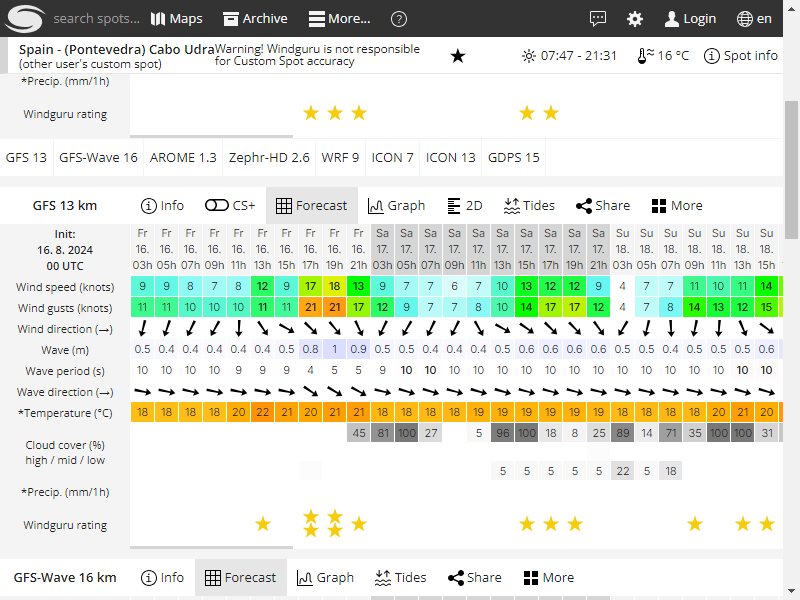 search spots... Maps Archive More... ? Login en
Spain - (Pontevedra) Cabo Udra Warning! Windguru is not responsible
(other user's custom spot) for Custom Spot accuracy
07:47 - 21:31 16 °C Spot info
*Precip. (mm/1h)
Windguru rating
GFS 13 GFS-Wave 16 AROME 1.3 Zephr-HD 2.6 WRF 9 ICON 7 ICON 13 GDPS 15
GFS 13 km Info CS+ Forecast Graph 2D Tides Share More
Init: Fr Fr Fr Fr Fr Fr Fr Fr Fr Fr Sa Sa Sa Sa Sa Sa Sa Sa Sa Sa Su Su Su Su Su Su Su
16. 8. 2024 16. 16. 16. 16. 16. 16. 16. 16. 16. 16. 17. 17. 17. 17. 17. 17. 17. 17. 17. 17. 18. 18. 18. 18. 18. 18. 18.
00 UTC 03h 05h 07h 09h 11h 13h 15h 17h 19h 21h 03h 05h 07h 09h 11h 13h 15h 17h 19h 21h 03h 05h 07h 09h 11h 13h 15h
Wind speed (knots) 9 9 8 7 8 12 9 17 18 13 9 7 7 6 7 10 13 12 12 9 4 7 7 11 10 11 14
Wind gusts (knots) 11 11 10 10 10 11 11 21 21 17 12 9 7 7 8 10 14 17 17 12 4 7 8 14 13 12 15
Wind direction (→)
Wave (m) 0.5 0.4 0.4 0.4 0.4 0.4 0.5 0.8 1 0.9 0.5 0.5 0.4 0.4 0.4 0.5 0.6 0.6 0.6 0.6 0.5 0.5 0.4 0.5 0.5 0.5 0.6
Wave period (s) 10 10 10 10 9 9 9 4 5 5 9 10 10 10 10 10 10 10 10 10 10 10 10 10 10 10 10
Wave direction (→)
*Temperature (°C) 18 18 18 18 20 22 21 20 21 21 18 18 18 18 19 19 19 19 19 19 18 18 18 18 20 21 20
45 81 100 27 5 96 100 18 8 25 89 14 71 35 100 100 31
Cloud cover (%)
high / mid / low
5 5 5 5 5 22 5 18
*Precip. (mm/1h)
Windguru rating
GFS-Wave 16 km Info Forecast Graph Tides Share More